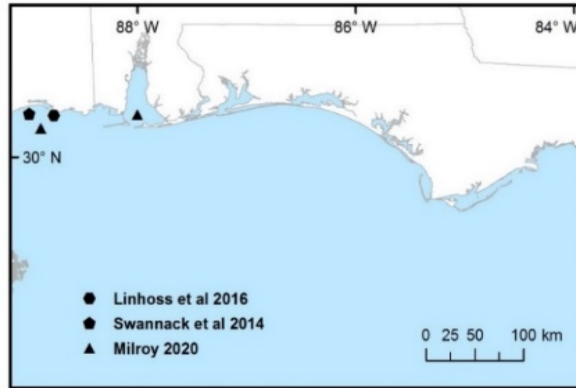 88° W 86° W 84° W
30° N
Linhoss et al 2016
Swannack et al 2014
Milroy 2020
0 25 50 100 km